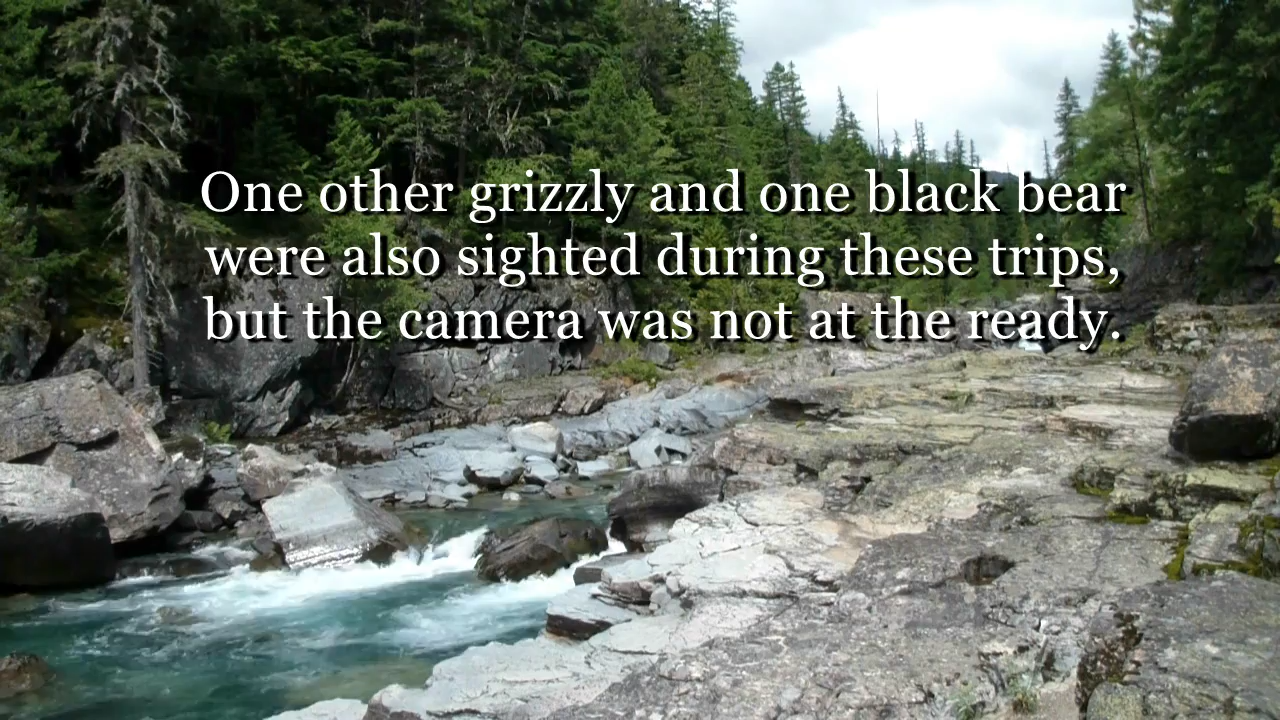 One other grizzly and one black bear
were also sighted during these trips,
but the camera was not at the ready.